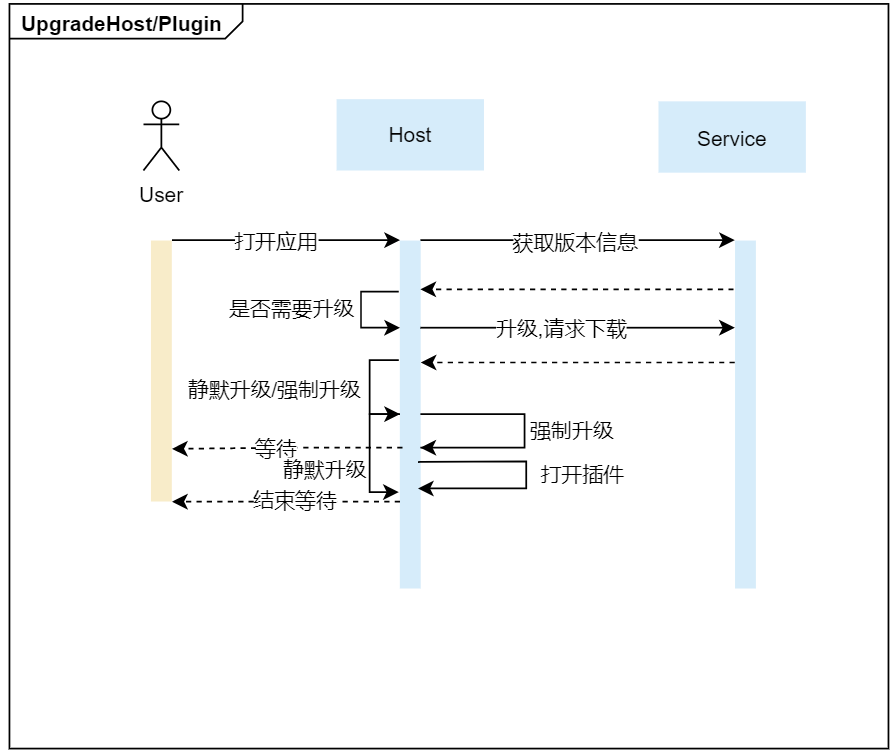 UpgradeHost/Plugin
Host
Service
User
打开应用
获取版本信息
是否需要升级
升级,请求下载
静默升级/强制升级
强制升级
等待
静默升级
打开插件
结束等待